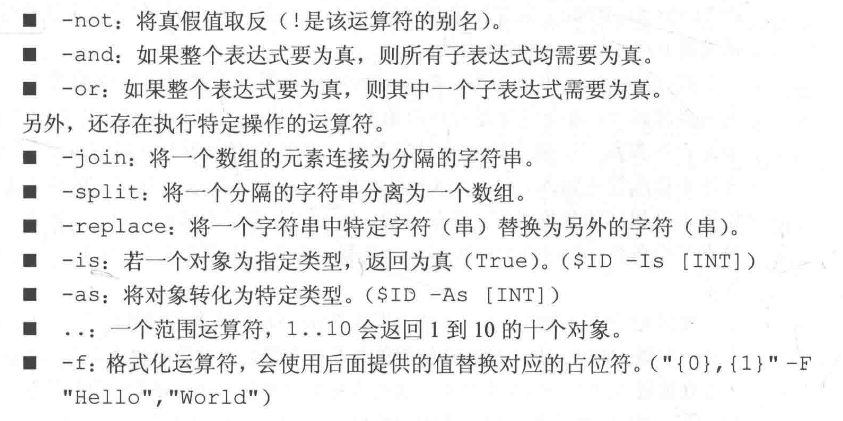 ■ -not：将真假值取反（!是该运算符的别名）。
■ -and：如果整个表达式要为真，则所有子表达式均需要为真。
■ -or：如果整个表达式要为真，则其中一个子表达式需要为真。
另外，还存在执行特定操作的运算符。
■ -join：将一个数组的元素连接为分隔的字符串。
■ -split：将一个分隔的字符串分离为一个数组。
■ -replace：将一个字符串中特定字符（串）替换为另外的字符（串）。
■ -is：若一个对象为指定类型，返回为真（True）。($ID -Is [INT])
■ -as：将对象转化为特定类型。($ID -As [INT])
■ ..：一个范围运算符，1..10 会返回 1 到 10 的十个对象。
■ -f：格式化运算符，会使用后面提供的值替换对应的占位符。("{0},{1}" -F
"Hello","World")